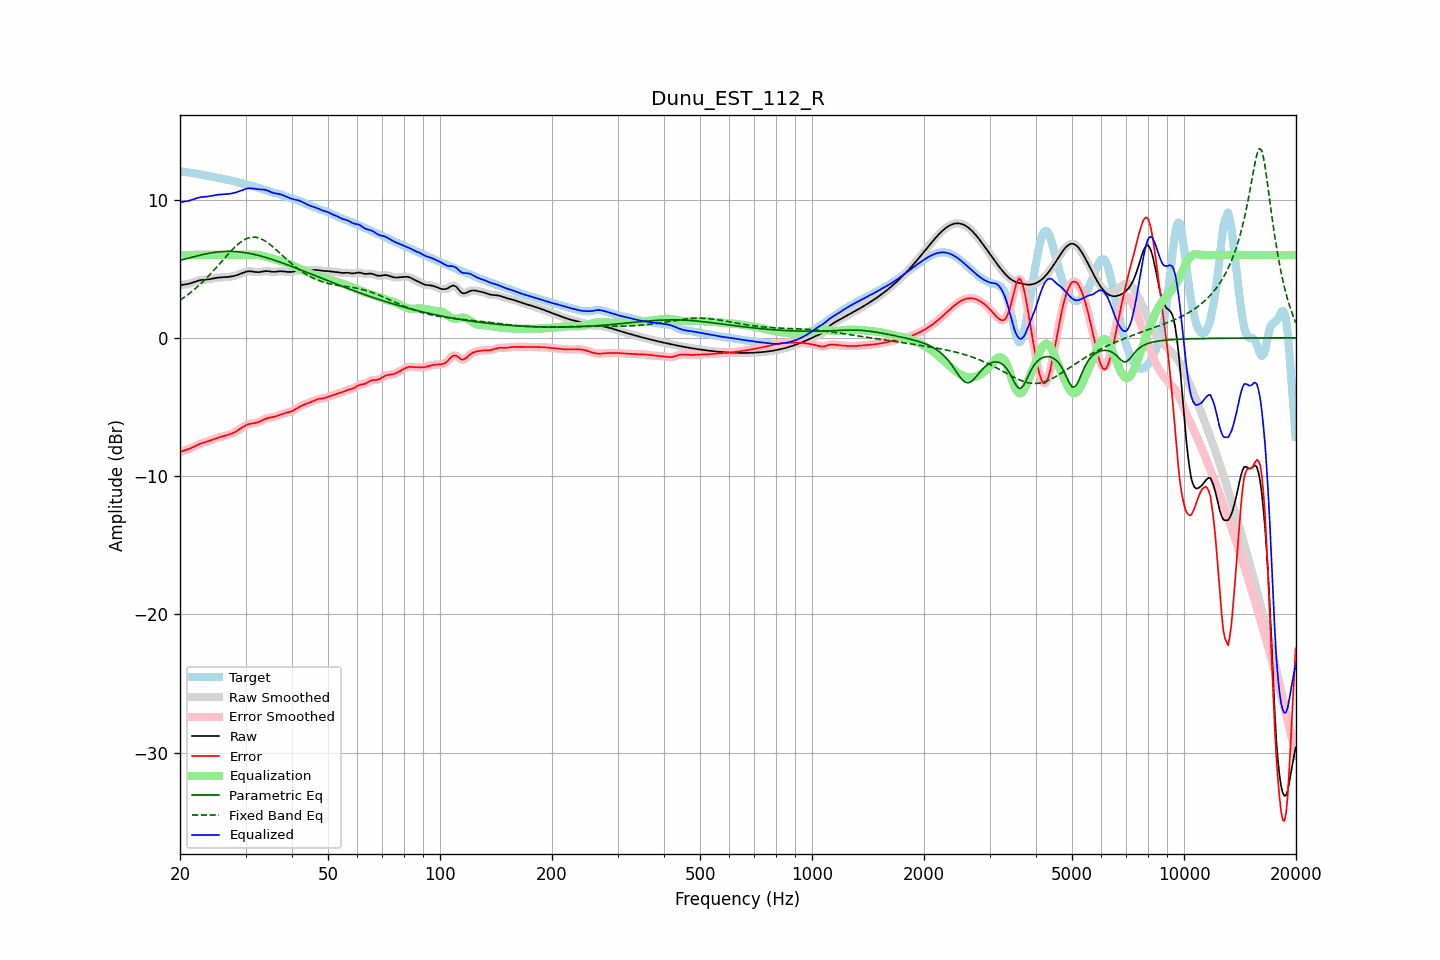 Dunu_EST_112_R
Amplitude (dBr)
10
0
−10
−20
−30
Target
Raw Smoothed
Error Smoothed
Raw
Error
Equalization
Parametric Eq
Fixed Band Eq
Equalized
20 50 100 200 500 1000 2000 5000 10000 20000
Frequency (Hz)